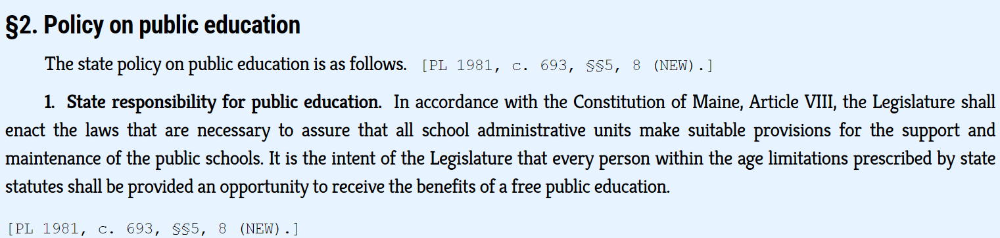 §2. Policy on public education
The state policy on public education is as follows. [PL 1981, c. 693, §§5, 8 (NEW).]
1. State responsibility for public education. In accordance with the Constitution of Maine, Article VIII, the Legislature shall
enact the laws that are necessary to assure that all school administrative units make suitable provisions for the support and
maintenance of the public schools. It is the intent of the Legislature that every person within the age limitations prescribed by state
statutes shall be provided an opportunity to receive the benefits of a free public education.
[PL 1981, c. 693, §§5, 8 (NEW).]